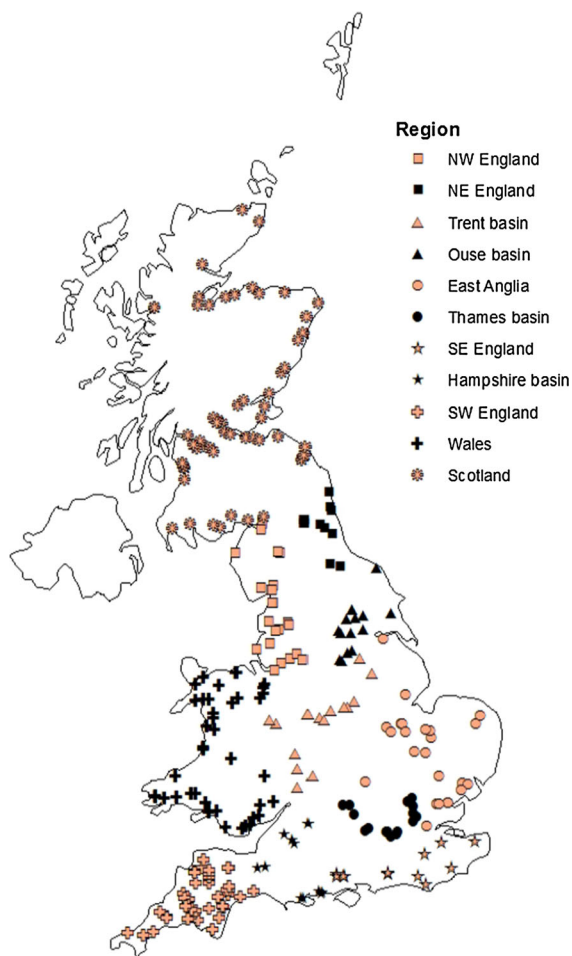 Region
NW England
NE England
Trent basin
Ouse basin
East Anglia
Thames basin
SE England
Hampshire basin
SW England
Wales
Scotland